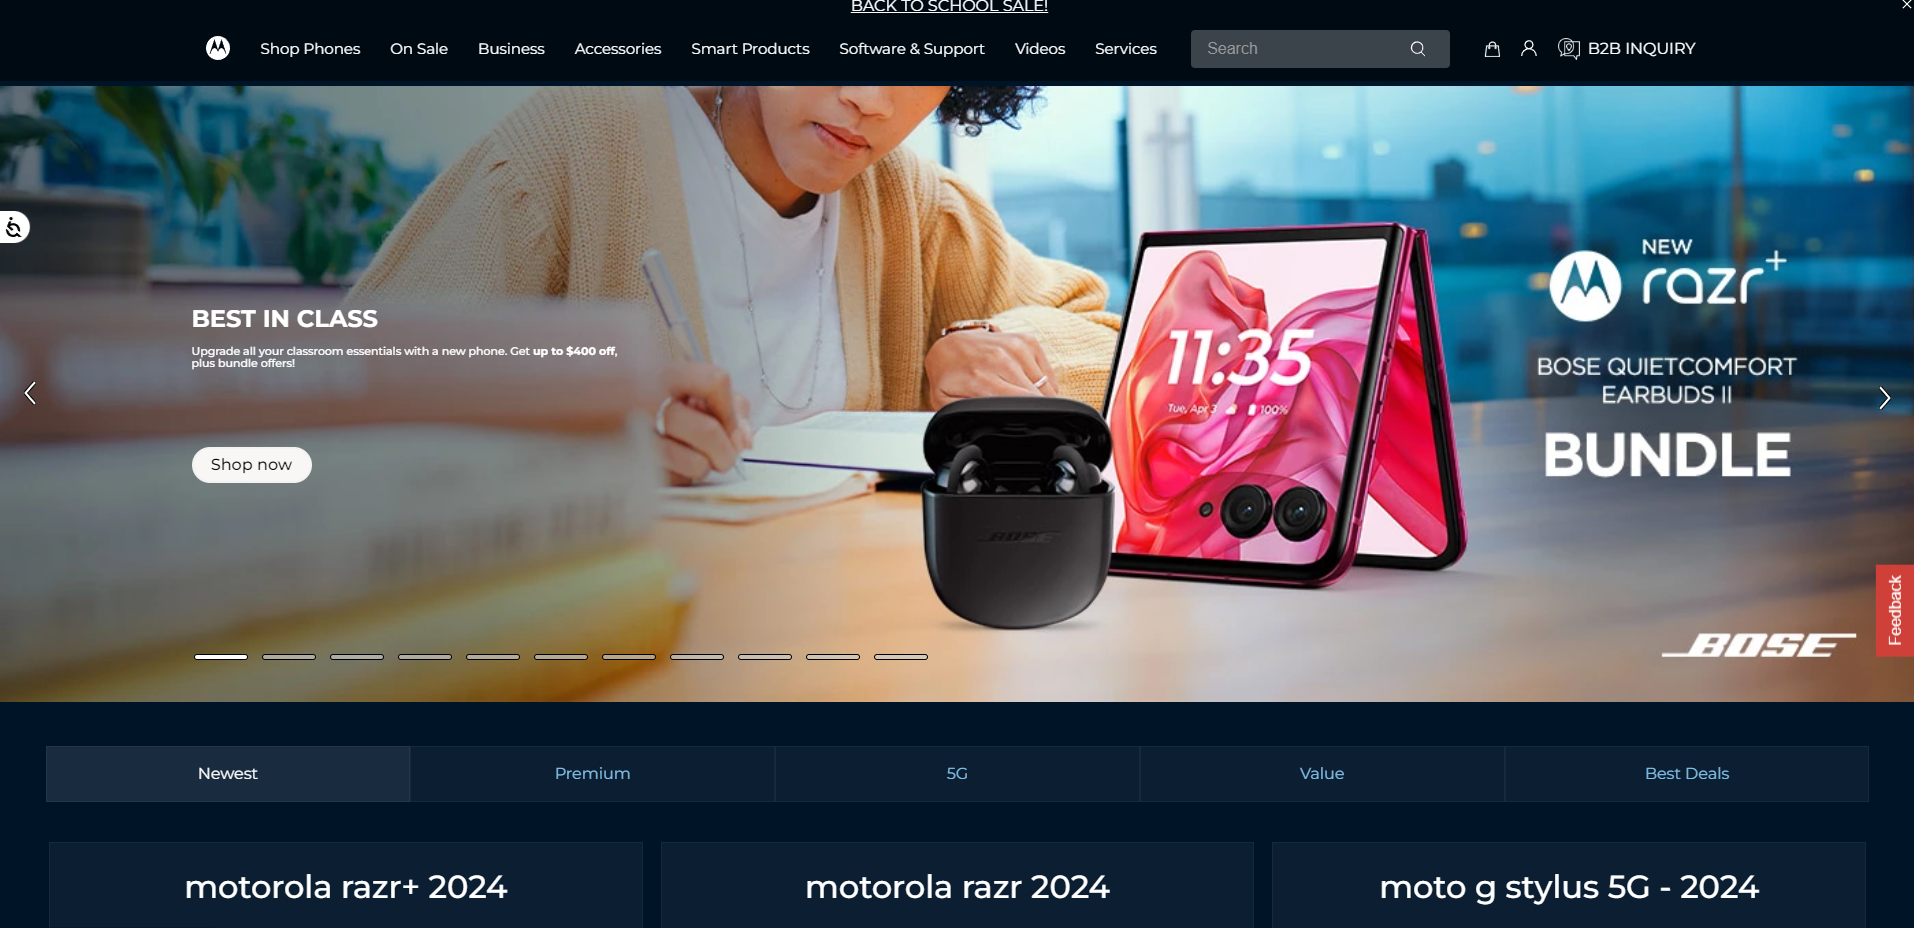 BACK TO SCHOOL SALE!
Shop Phones On Sale Business Accessories Smart Products Software & Support Videos Services Search B2B INQUIRY
NEW
razr+
BEST IN CLASS
Upgrade all your classroom essentials with a new phone. Get up to $400 off,
plus bundle offers!
Shop now
11:35
Tue, Apr 3 100%
BOSE
BOSE QUIETCOMFORT
EARBUDS II
BUNDLE
Feedback
BOSE
Newest Premium 5G Value Best Deals
motorola razr+ 2024 motorola razr 2024 moto g stylus 5G - 2024